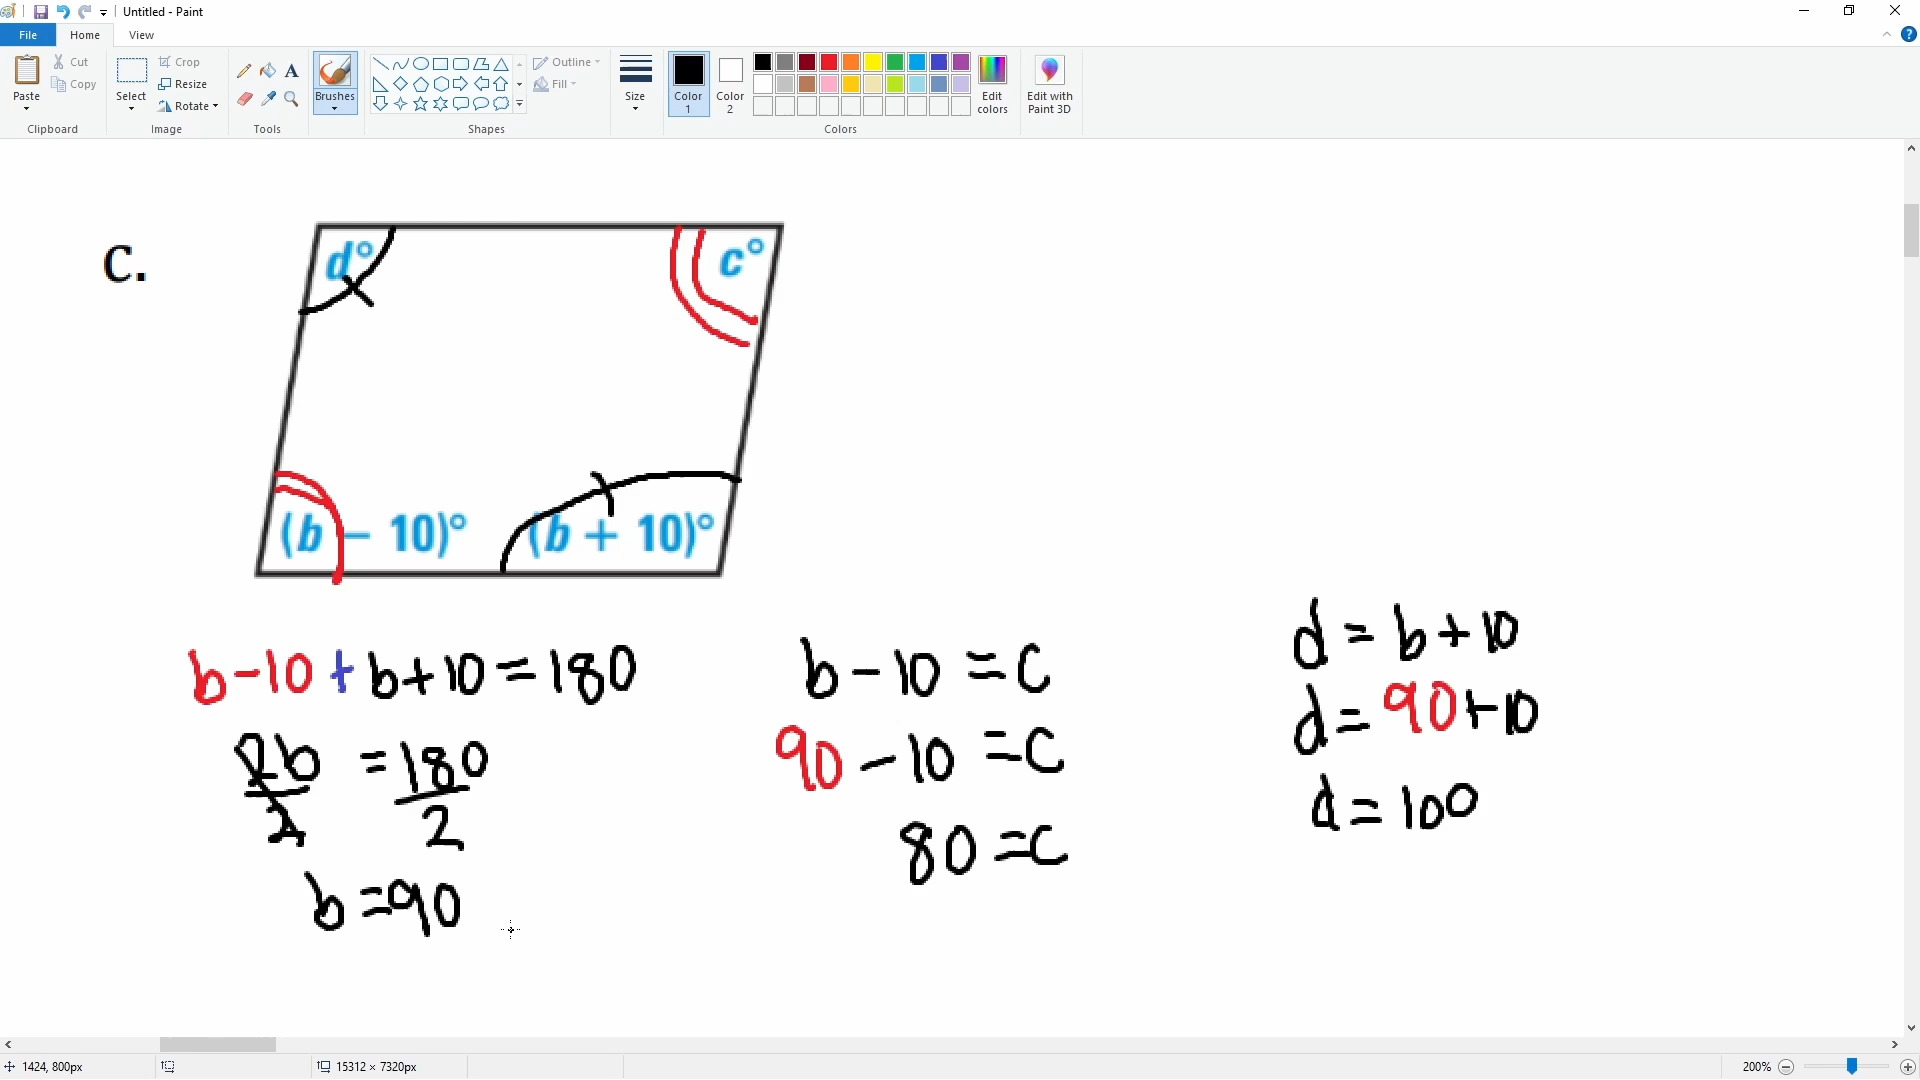 Untitled - Paint
File Home View
Paste
Cut
Copy
Clipboard
Select
Crop
Resize
Rotate
Image
A
Tools
Brushes
Shapes
Outline
Fill
Size
Color 1
Color 2
Edit colors
Colors
Edit with Paint 3D
?
C.
d°
c°
(b − 10)°
(b + 10)°
b-10 + b+10 = 180
2b/2 = 180/2
b=90
b-10 = C
90 - 10 = C
80 = C
d = b+10
d = 90+10
d = 100
1424, 800px
15312 × 7320px
200%